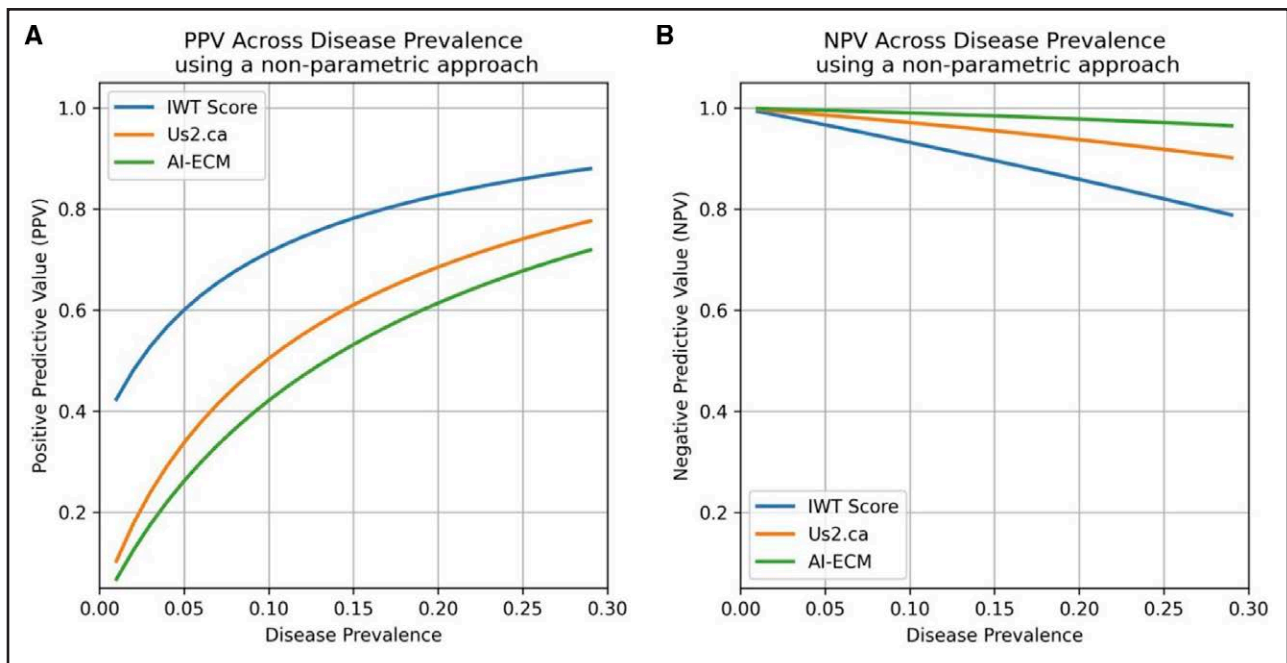 A
PPV Across Disease Prevalence
using a non-parametric approach
1.0
0.8
0.6
0.4
0.2
Positive Predictive Value (PPV)
IWT Score
Us2.ca
AI-ECM
0.00
0.05
0.10
0.15
0.20
0.25
0.30
Disease Prevalence
B
NPV Across Disease Prevalence
using a non-parametric approach
1.0
0.8
0.6
0.4
0.2
Negative Predictive Value (NPV)
IWT Score
Us2.ca
AI-ECM
0.00
0.05
0.10
0.15
0.20
0.25
0.30
Disease Prevalence